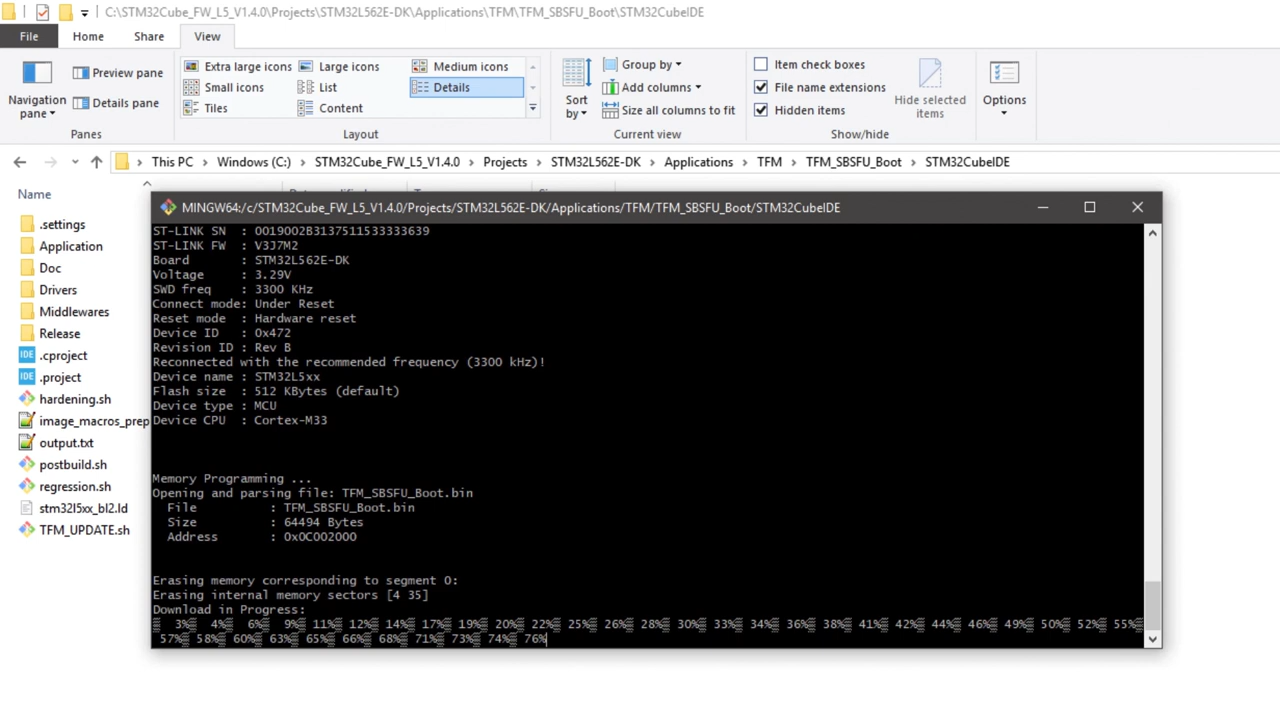 C:\STM32Cube_FW_L5_V1.4.0\Projects\STM32L562E-DK\Applications\TFM\TFM_SBSFU_Boot\STM32CubeIDE
File Home Share View
Navigation pane
Preview pane
Details pane
Panes
Extra large icons Large icons Medium icons
Small icons List Details
Tiles Content
Layout
Sort by
Group by
Add columns
Size all columns to fit
Current view
Item check boxes
File name extensions
Hidden items
Hide selected items
Show/hide
Options
This PC > Windows (C:) > STM32Cube_FW_L5_V1.4.0 > Projects > STM32L562E-DK > Applications > TFM > TFM_SBSFU_Boot > STM32CubeIDE
Name
.settings
Application
Doc
Drivers
Middlewares
Release
.cproject
.project
hardening.sh
image_macros_prep
output.txt
postbuild.sh
regression.sh
stm32l5xx_bl2.ld
TFM_UPDATE.sh
MINGW64:/c/STM32Cube_FW_L5_V1.4.0/Projects/STM32L562E-DK/Applications/TFM/TFM_SBSFU_Boot/STM32CubeIDE
ST-LINK SN : 0019002B3137511533333639
ST-LINK FW : V3J7M2
Board : STM32L562E-DK
Voltage : 3.29V
SWD freq : 3300 KHz
Connect mode: Under Reset
Reset mode : Hardware reset
Device ID : 0x472
Revision ID : Rev B
Reconnected with the recommended frequency (3300 kHz)!
Device name : STM32L5xx
Flash size : 512 KBytes (default)
Device type : MCU
Device CPU : Cortex-M33
Memory Programming ...
Opening and parsing file: TFM_SBSFU_Boot.bin
File : TFM_SBSFU_Boot.bin
Size : 64494 Bytes
Address : 0x0C002000
Erasing memory corresponding to segment 0:
Erasing internal memory sectors [4 35]
Download in Progress:
3% 4% 6% 9% 11% 12% 14% 17% 19% 20% 22% 25% 26% 28% 30% 33% 34% 36% 38% 41% 42% 44% 46% 49% 50% 52% 55%
57% 58% 60% 63% 65% 66% 68% 71% 73% 74% 76%